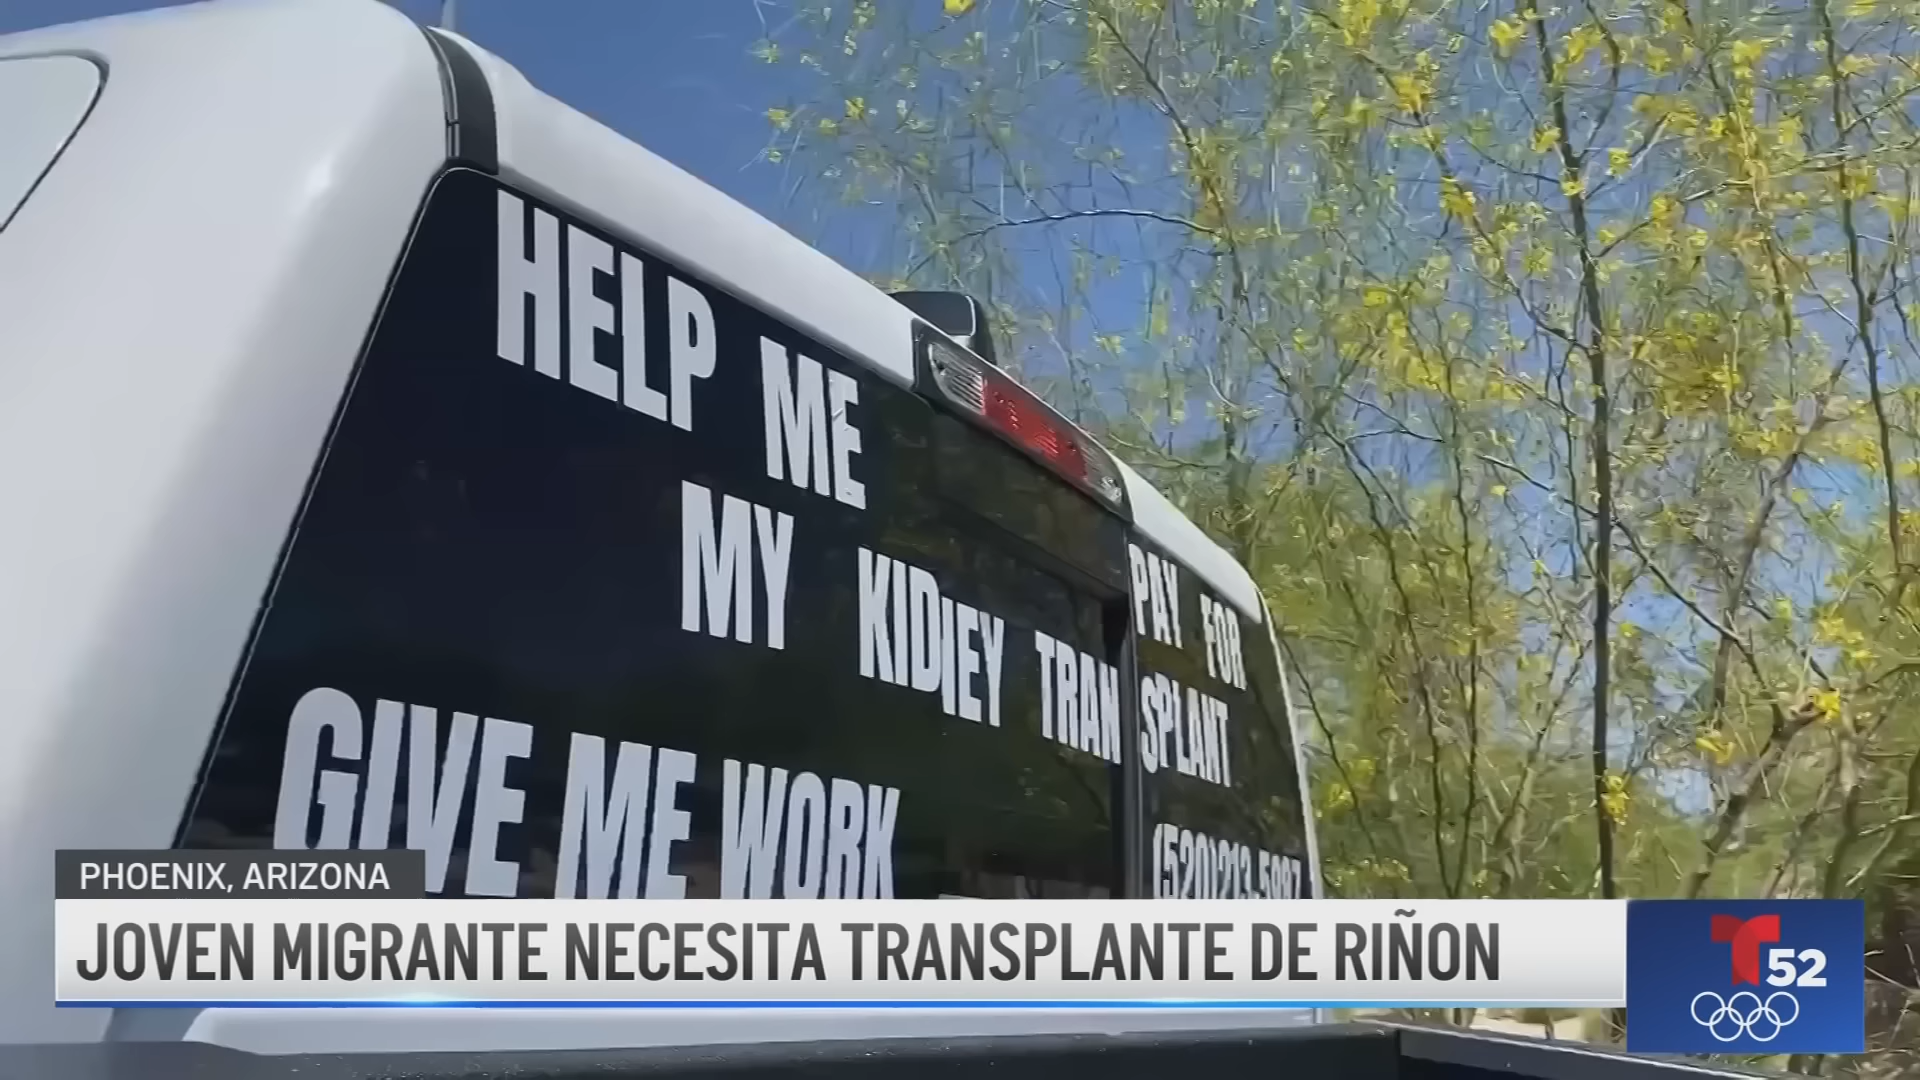 HELP ME
PAY FOR
MY KIDNEY TRAN SPLANT
GIVE ME WORK
PHOENIX, ARIZONA
JOVEN MIGRANTE NECESITA TRANSPLANTE DE RIÑON
52